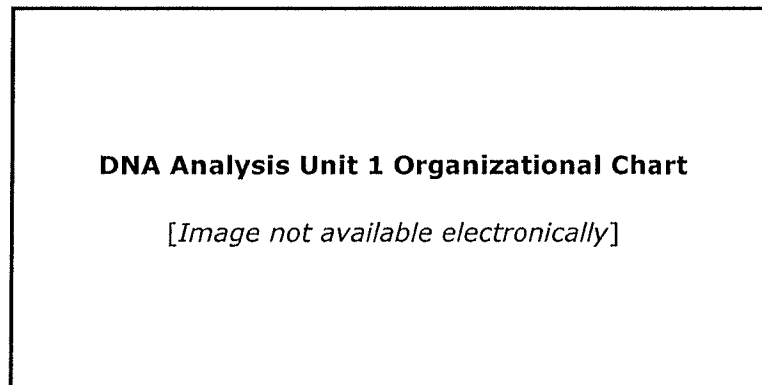 DNA Analysis Unit 1 Organizational Chart
[Image not available electronically]